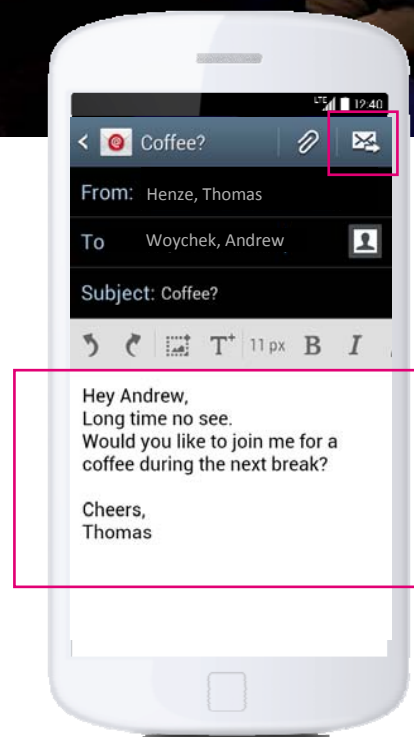 LTE 12:40
< @ Coffee?
From: Henze, Thomas
To Woychek, Andrew
Subject: Coffee?
T+ 11 px B I
Hey Andrew,
Long time no see.
Would you like to join me for a
coffee during the next break?
Cheers,
Thomas